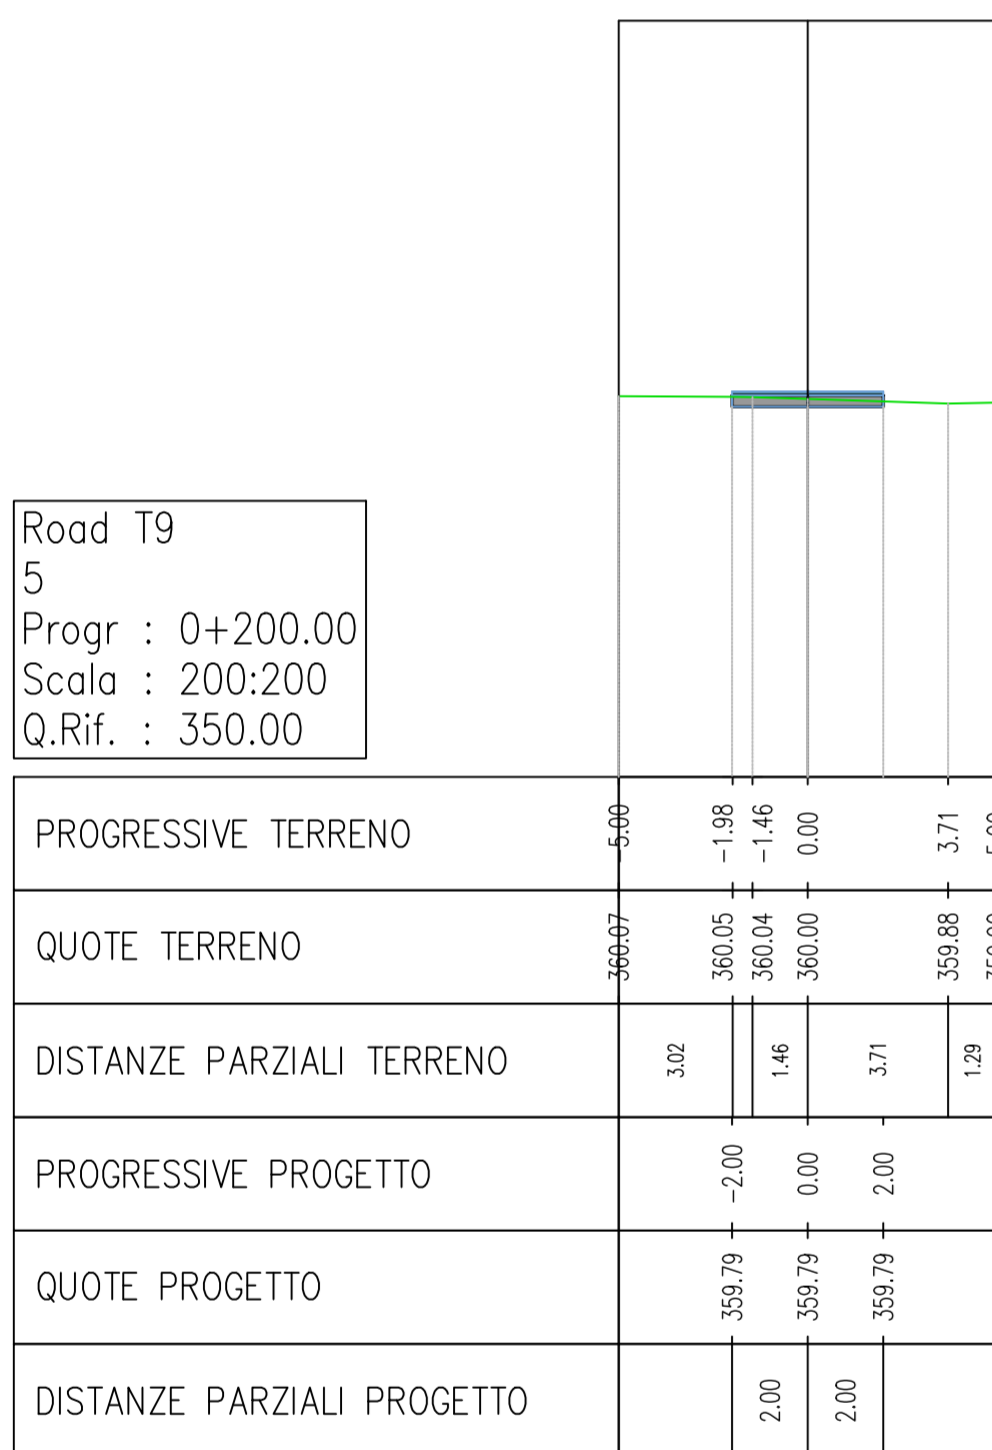 Road T9
5
Progr : 0+200.00
Scala : 200:200
Q.Rif. : 350.00
PROGRESSIVE TERRENO -5.00 -1.98 -1.46 0.00 3.71
QUOTE TERRENO 360.07 360.05 360.04 360.00 359.88
DISTANZE PARZIALI TERRENO 3.02 1.46 3.71 1.29
PROGRESSIVE PROGETTO -2.00 0.00 2.00
QUOTE PROGETTO 359.79 359.79 359.79
DISTANZE PARZIALI PROGETTO 2.00 2.00